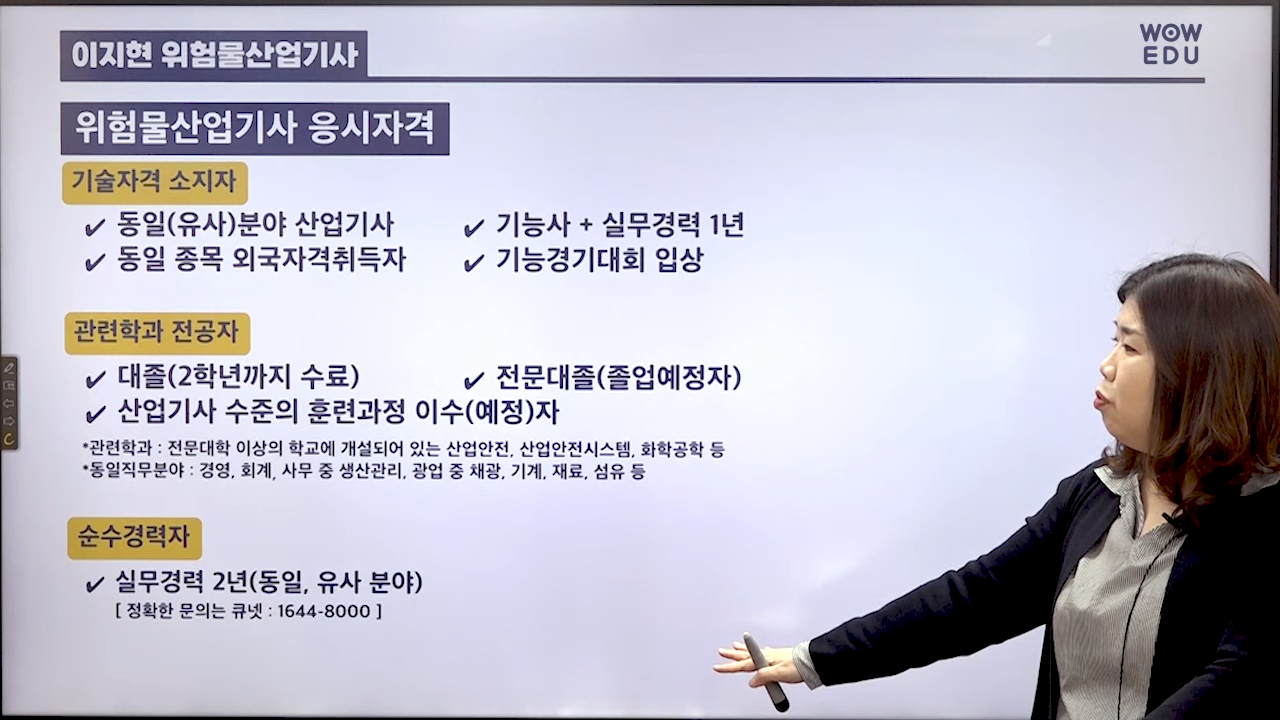 이지현 위험물산업기사
WOW
EDU
위험물산업기사 응시자격
기술자격 소지자
✔ 동일(유사)분야 산업기사
✔ 기능사 + 실무경력 1년
✔ 동일 종목 외국자격취득자
✔ 기능경기대회 입상
관련학과 전공자
✔ 대졸(2학년까지 수료)
✔ 전문대졸(졸업예정자)
✔ 산업기사 수준의 훈련과정 이수(예정)자
*관련학과 : 전문대학 이상의 학교에 개설되어 있는 산업안전, 산업안전시스템, 화학공학 등
*동일직무분야 : 경영, 회계, 사무 중 생산관리, 광업 중 채광, 기계, 재료, 섬유 등
순수경력자
✔ 실무경력 2년(동일, 유사 분야)
[ 정확한 문의는 큐넷 : 1644-8000 ]